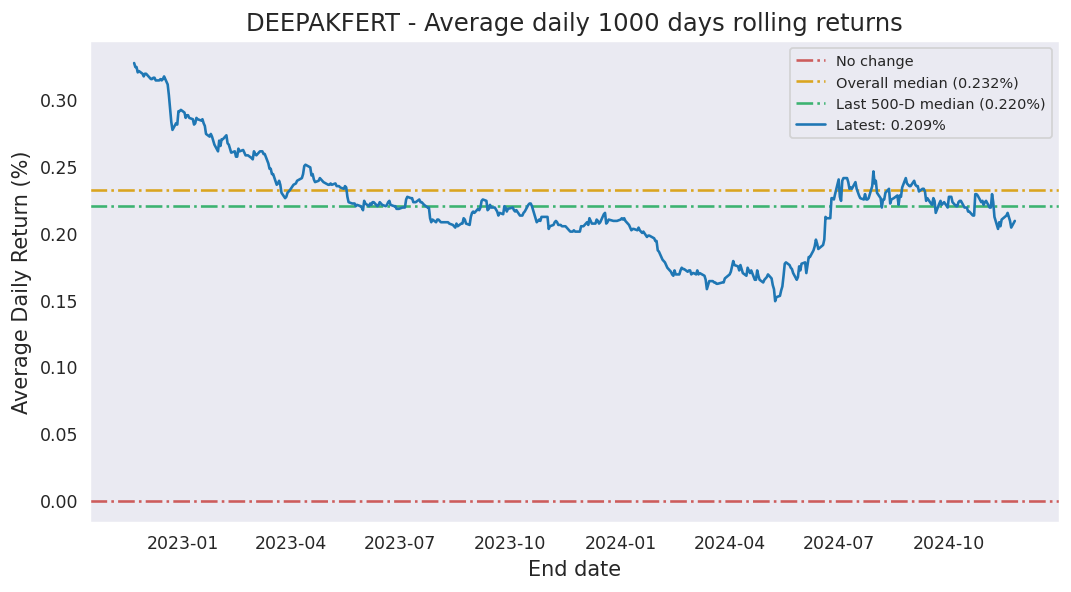 DEEPAKFERT - Average daily 1000 days rolling returns
No change
Overall median (0.232%)
Last 500-D median (0.220%)
Latest: 0.209%
Average Daily Return (%)
0.30
0.25
0.20
0.15
0.10
0.05
0.00
2023-01 2023-04 2023-07 2023-10 2024-01 2024-04 2024-07 2024-10
End date